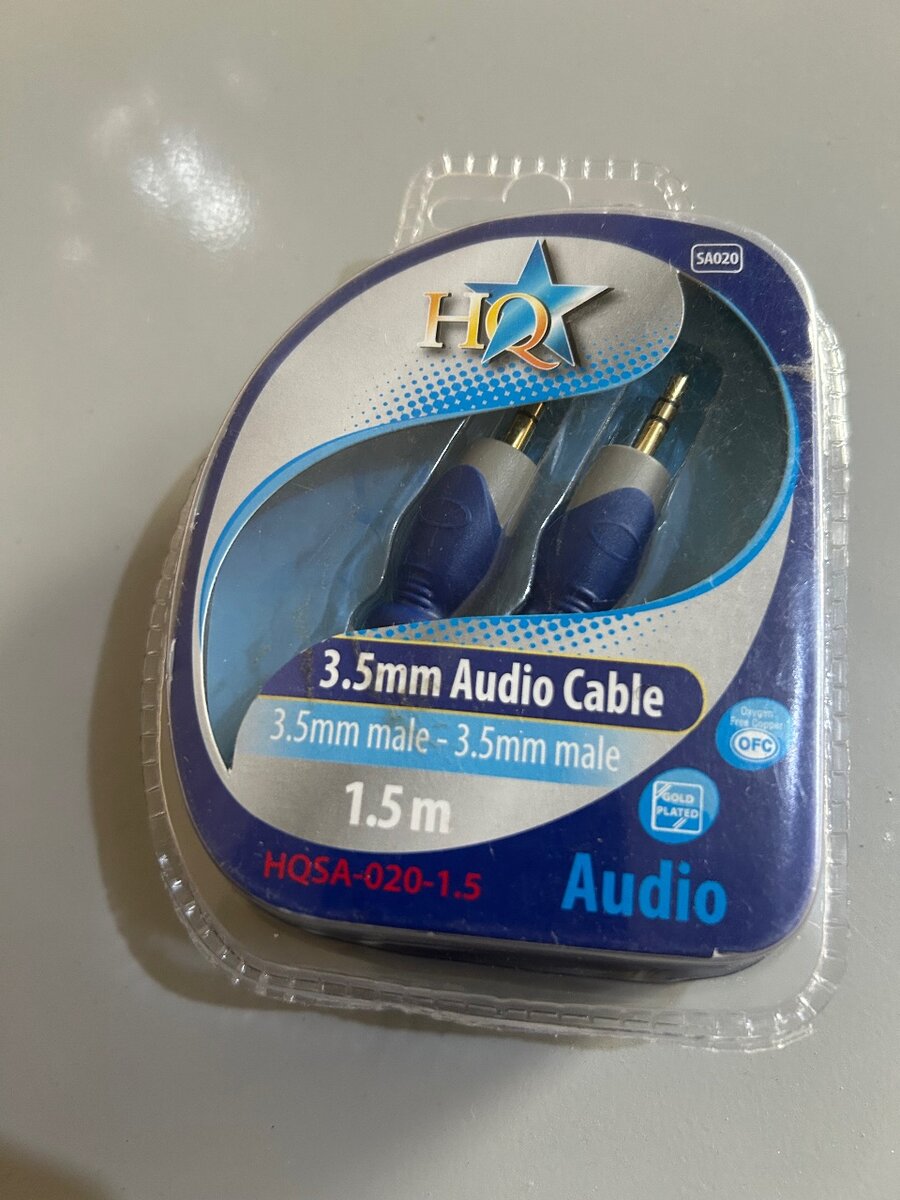 SA020
HQ
3.5mm Audio Cable
3.5mm male - 3.5mm male
1.5 m
Oxygen
Free Copper
OFC
GOLD
PLATED
HQSA-020-1.5
Audio